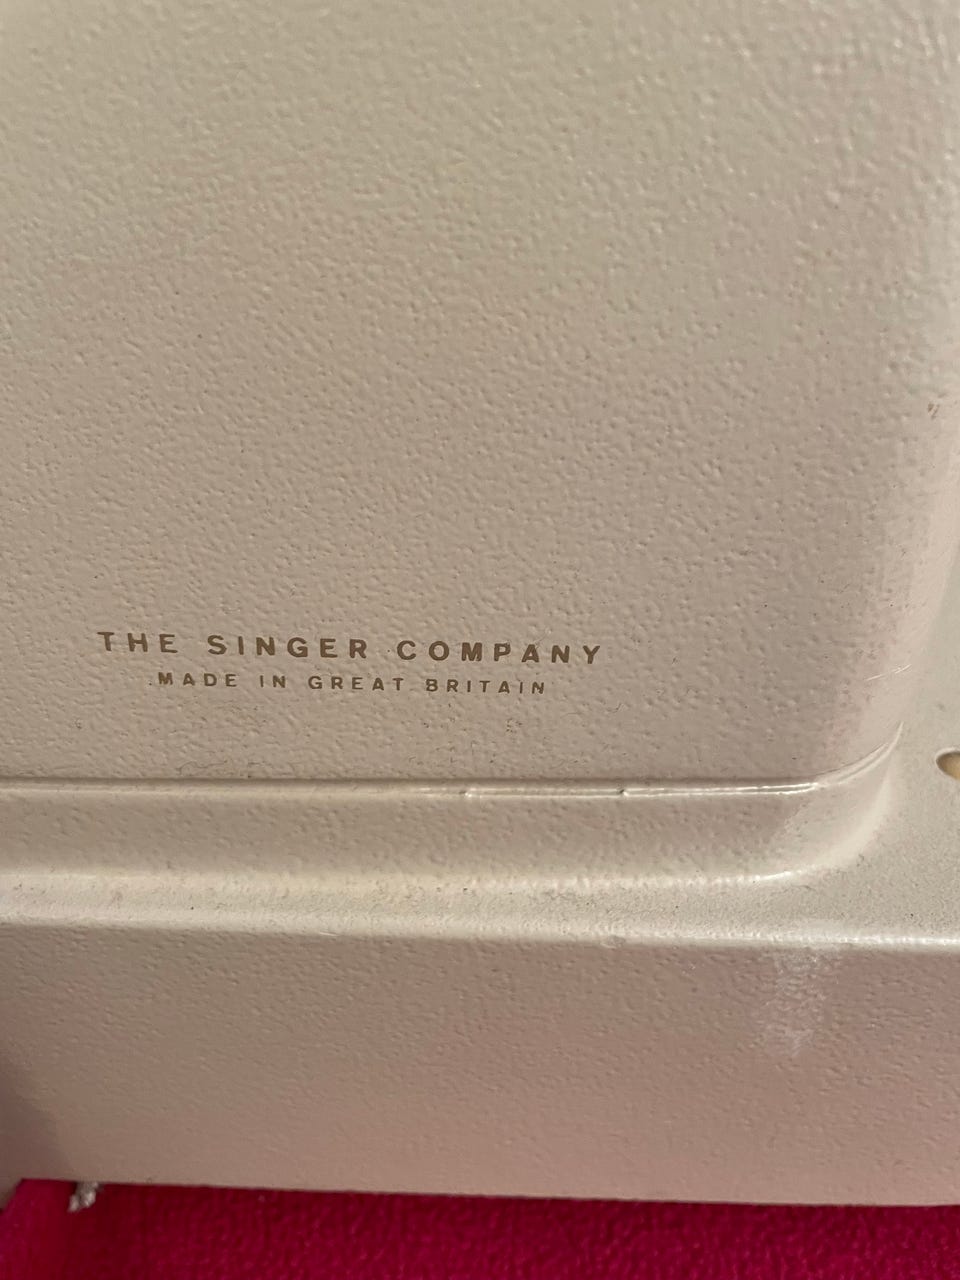 THE SINGER COMPANY
MADE IN GREAT BRITAIN